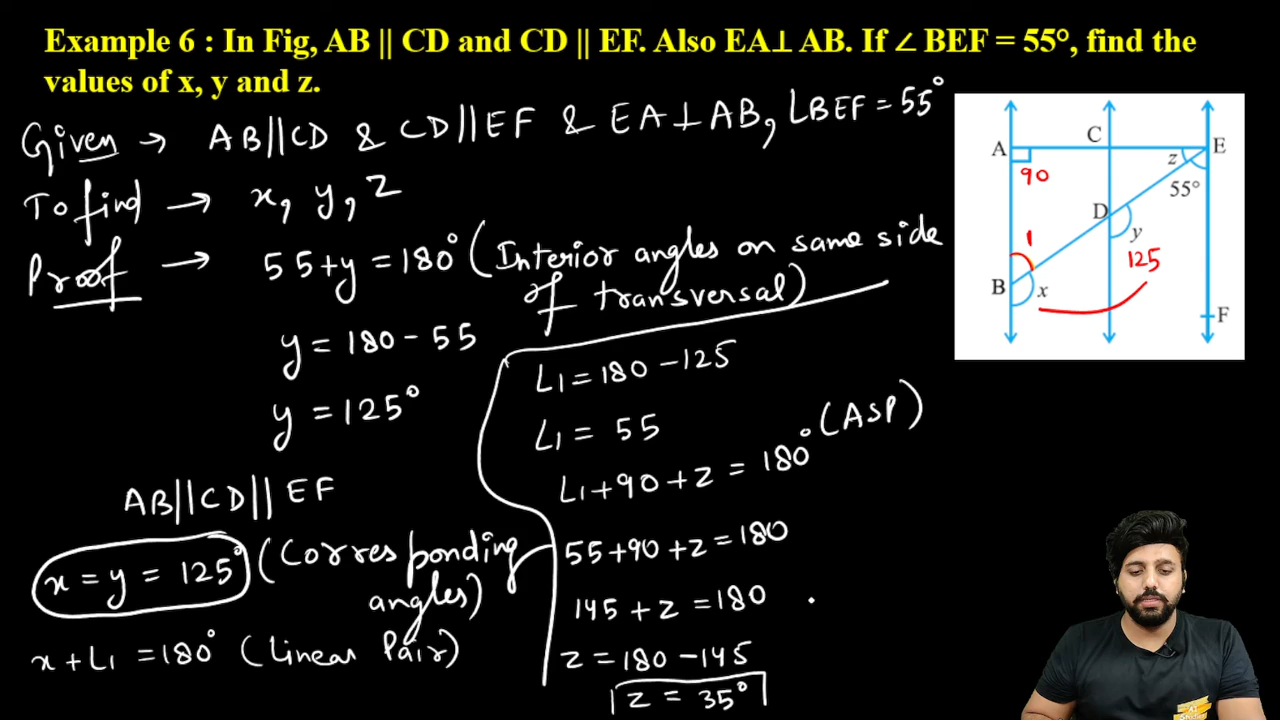 Example 6 : In Fig, AB || CD and CD || EF. Also EA⊥ AB. If ∠ BEF = 55°, find the
values of x, y and z.
Given → AB||CD & CD||EF & EA⊥AB, ∠BEF = 55°
To find → x, y, z
Proof → 55+y = 180° (Interior angles on same side
of transversal)
y = 180 - 55
y = 125°
AB||CD||EF
x = y = 125° (Corresponding
angles)
x + ∠1 = 180° (Linear Pair)
∠1 = 180 - 125
∠1 = 55
∠1 + 90 + z = 180° (ASP)
55 + 90 + z = 180
145 + z = 180
z = 180 - 145
z = 35°
A C E
90 z 55°
D y
1 125
B x F